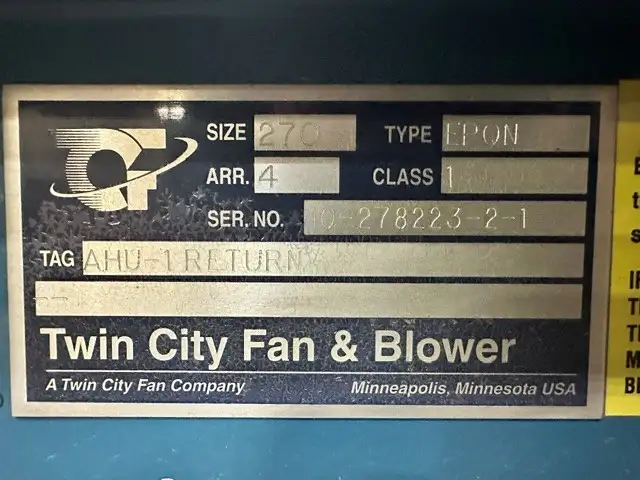 SIZE 270 TYPE EPQN
ARR. 4 CLASS 1
SER. NO. 10-278223-2-1
TAG AHU-1 RETURN
Twin City Fan & Blower
A Twin City Fan Company Minneapolis, Minnesota USA